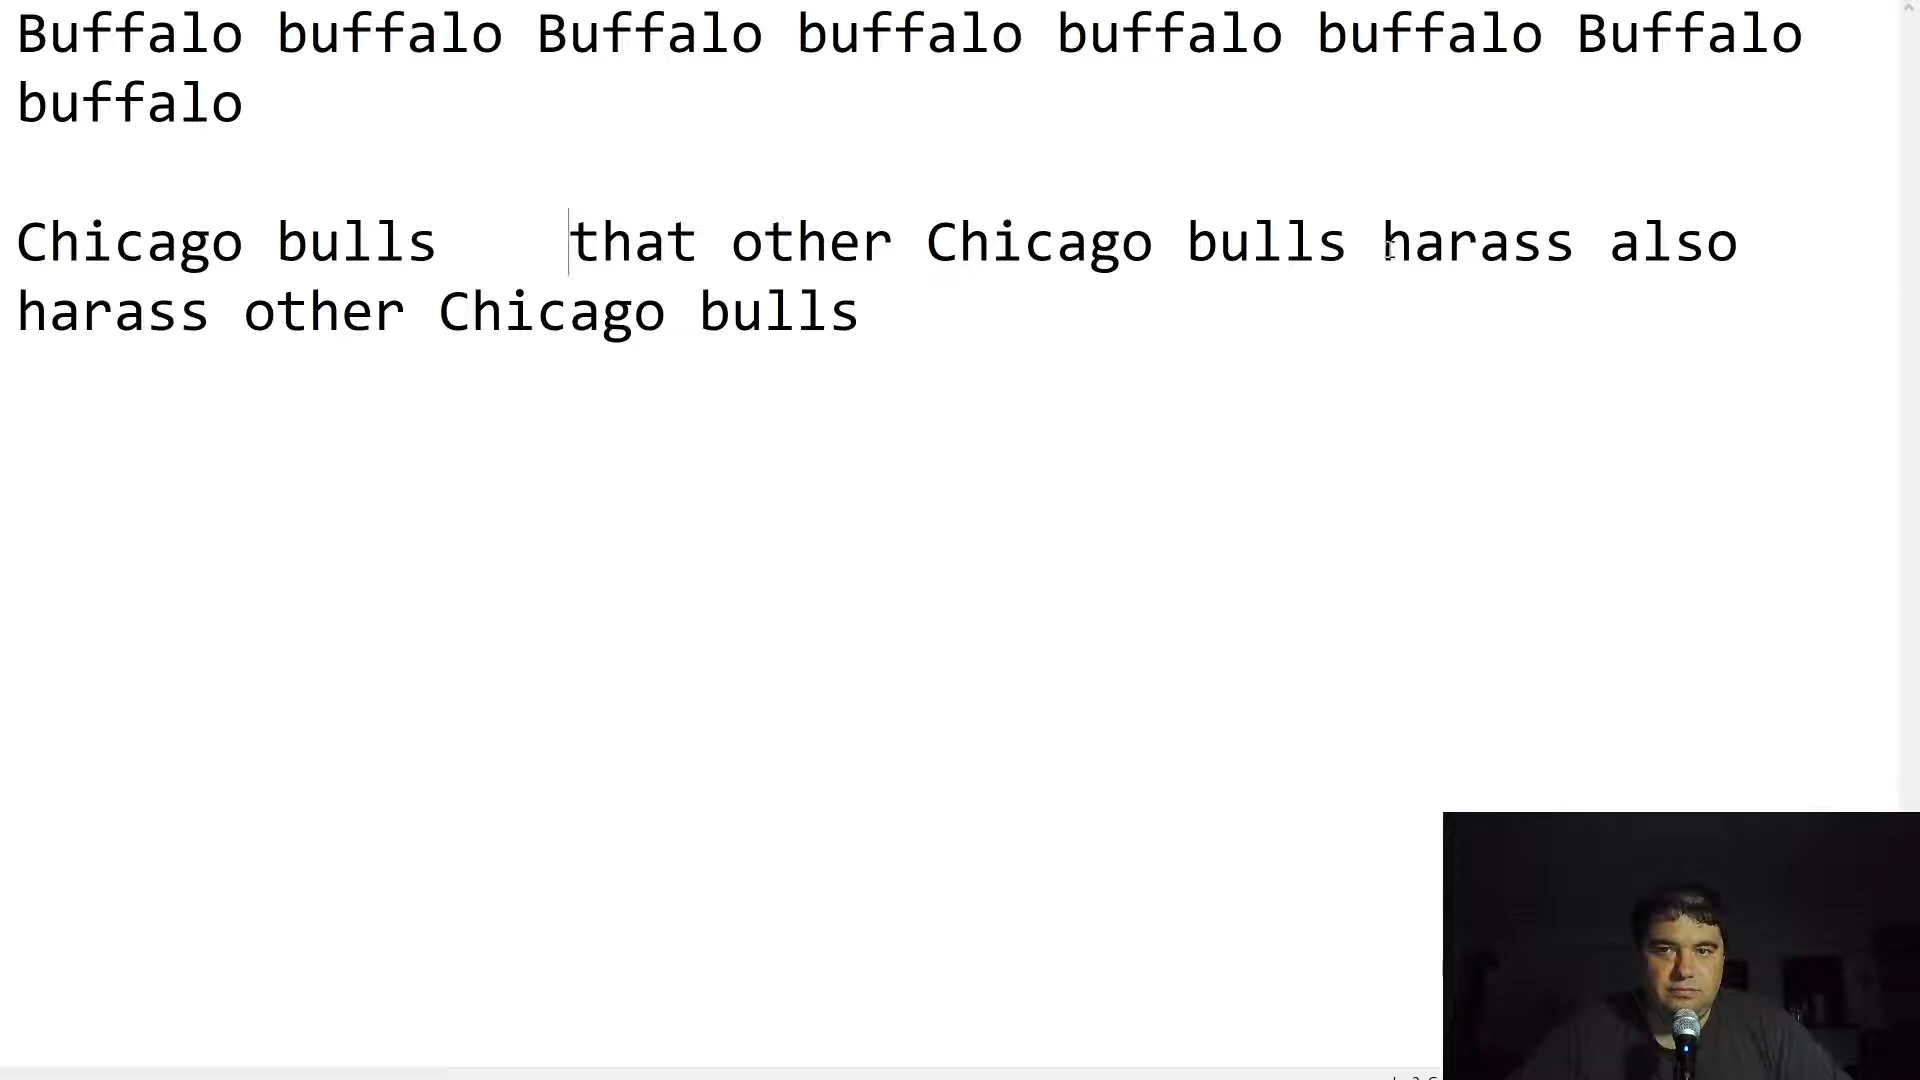 Buffalo buffalo Buffalo buffalo buffalo buffalo Buffalo
buffalo
Chicago bulls    that other Chicago bulls harass also
harass other Chicago bulls